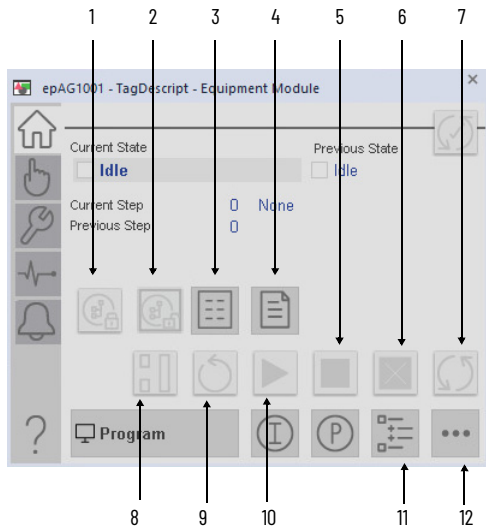 1 2 3 4 5 6 7
epAG1001 - TagDescript - Equipment Module ×
Current State Previous State
Idle Idle
Current Step 0 None
Previous Step 0
Program I P
?
8 9 10 11 12